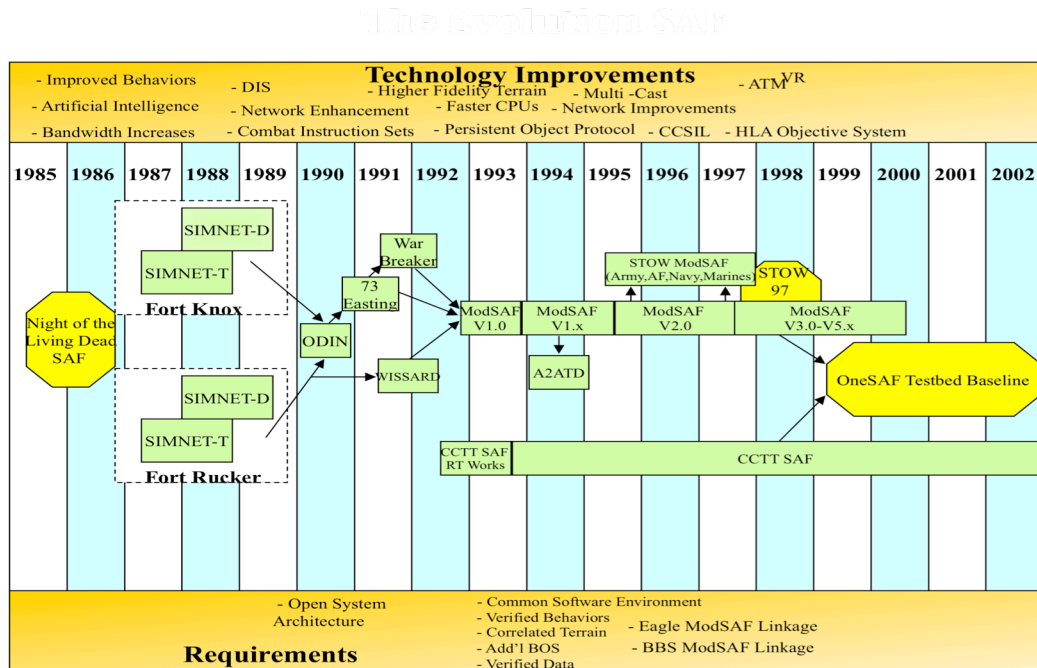 The Evolution SAF
Technology Improvements
- Improved Behaviors
- Artificial Intelligence
- Bandwidth Increases
- DIS
- Network Enhancement
- Combat Instruction Sets
- Higher Fidelity Terrain
- Faster CPUs
- Persistent Object Protocol
- Multi -Cast
- Network Improvements
- CCSIL
- ATM
- VR
- HLA Objective System
1985 1986 1987 1988 1989 1990 1991 1992 1993 1994 1995 1996 1997 1998 1999 2000 2001 2002
Night of the
Living Dead
SAF
SIMNET-D
SIMNET-T
Fort Knox
SIMNET-D
SIMNET-T
Fort Rucker
ODIN
73
Easting
War
Breaker
WISSARD
ModSAF
V1.0
ModSAF
V1.x
A2ATD
STOW ModSAF
(Army,AF,Navy,Marines)
ModSAF
V2.0
STOW
97
ModSAF
V3.0-V5.x
OneSAF Testbed Baseline
CCTT SAF
RT Works
CCTT SAF
Requirements
- Open System
Architecture
- Common Software Environment
- Verified Behaviors
- Correlated Terrain
- Add'l BOS
- Verified Data
- Eagle ModSAF Linkage
- BBS ModSAF Linkage